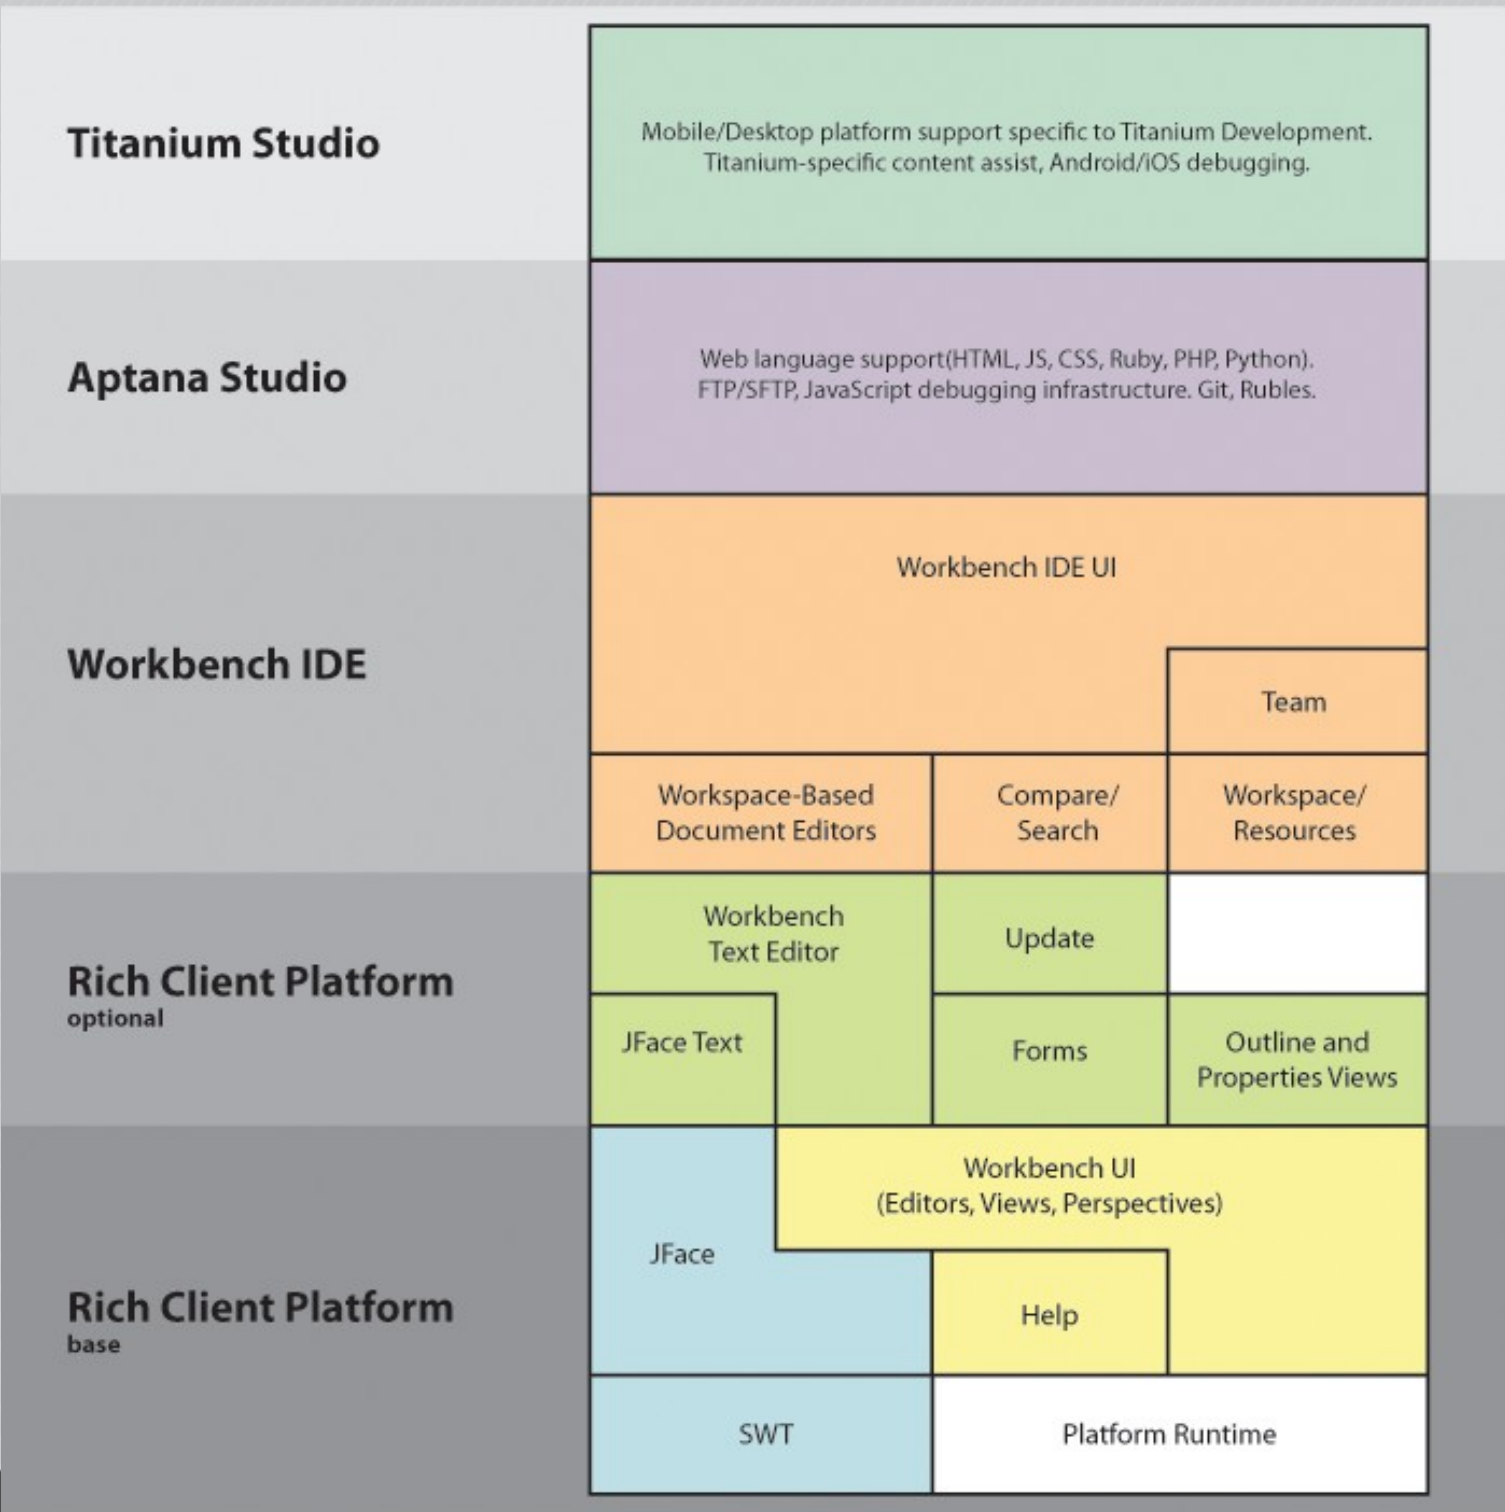 Titanium Studio
Mobile/Desktop platform support specific to Titanium Development.
Titanium-specific content assist, Android/iOS debugging.
Aptana Studio
Web language support(HTML, JS, CSS, Ruby, PHP, Python).
FTP/SFTP, JavaScript debugging infrastructure. Git, Rubles.
Workbench IDE
Workbench IDE UI
Team
Workspace-Based
Document Editors
Compare/
Search
Workspace/
Resources
Rich Client Platform
optional
Workbench
Text Editor
Update
JFace Text
Forms
Outline and
Properties Views
Rich Client Platform
base
Workbench UI
(Editors, Views, Perspectives)
JFace
Help
SWT
Platform Runtime